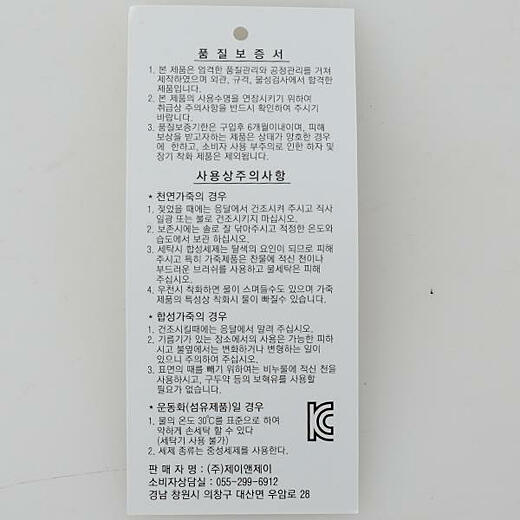 품 질 보 증 서
1. 본 제품은 엄격한 품질관리와 공정관리를 거쳐
제작하였으며 외관, 규격, 물성검사에서 합격한
제품입니다.
2. 본 제품의 사용수명을 연장시키기 위하여
취급상 주의사항을 반드시 확인하여 주시기
바랍니다.
3. 품질보증기한은 구입후 6개월이내이며, 피해
보상을 받고자하는 제품은 상태가 양호한 경우
에 한하고, 소비자 사용 부주의로 인한 하자 및
장기 착화 제품은 제외됩니다.
사용상주의사항
* 천연가죽의 경우
1. 젖었을 때에는 응달에서 건조시켜 주시고 직사
일광 또는 불로 건조시키지 마십시오.
2. 보존시에는 솔로 잘 닦아주시고 적정한 온도와
습도에서 보관 하십시오.
3. 세탁시 합성세제는 탈색의 요인이 되므로 피해
주시고 특히 가죽제품은 찬물에 적신 천이나
부드러운 브러쉬를 사용하고 물세탁은 피해
주십시오.
4. 우천시 착화하면 물이 스며들수도 있으며 가죽
제품의 특성상 착화시 물이 빠질수 있습니다.
* 합성가죽의 경우
1. 건조시킬때에는 응달에서 말려 주십시오.
2. 기름기가 있는 장소에서의 사용은 가능한 피하
시고 불옆에서는 변화하거나 변형하는 일이
있으니 주의하여 주십시오.
3. 표면의 때를 빼기 위하여는 비눗물에 적신 천을
사용하시고, 구두약 등의 보혁유를 사용할
필요가 없습니다.
* 운동화(섬유제품)일 경우
1. 물의 온도 30℃를 표준으로 하여
약하게 손세탁 할 수 있다
(세탁기 사용 불가)
2. 세제 종류는 중성세제를 사용한다.
KC
판 매 자 명 : (주)제이앤제이
소비자상담실 : 055-299-6912
경남 창원시 의창구 대산면 우암로 28